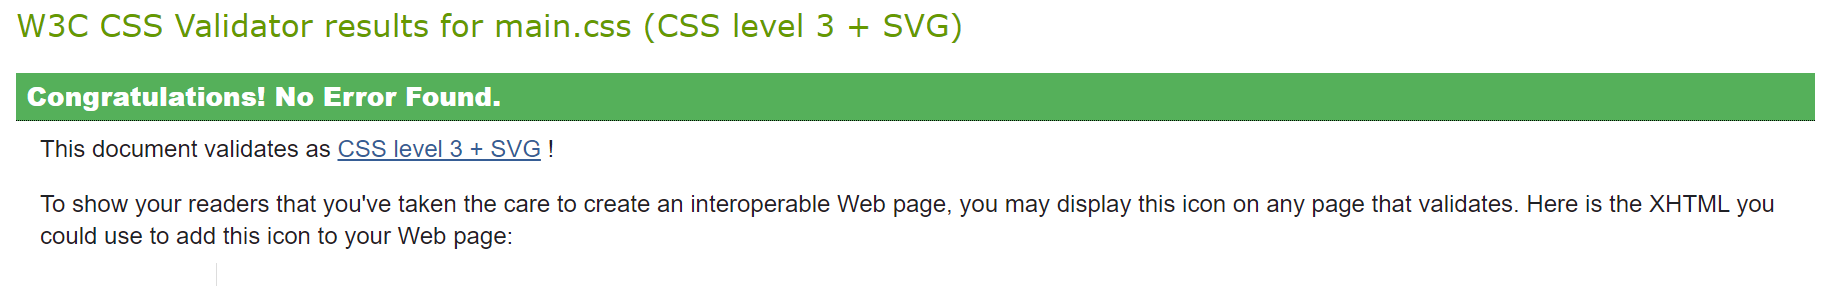 W3C CSS Validator results for main.css (CSS level 3 + SVG)
Congratulations! No Error Found.
This document validates as CSS level 3 + SVG !
To show your readers that you've taken the care to create an interoperable Web page, you may display this icon on any page that validates. Here is the XHTML you
could use to add this icon to your Web page: